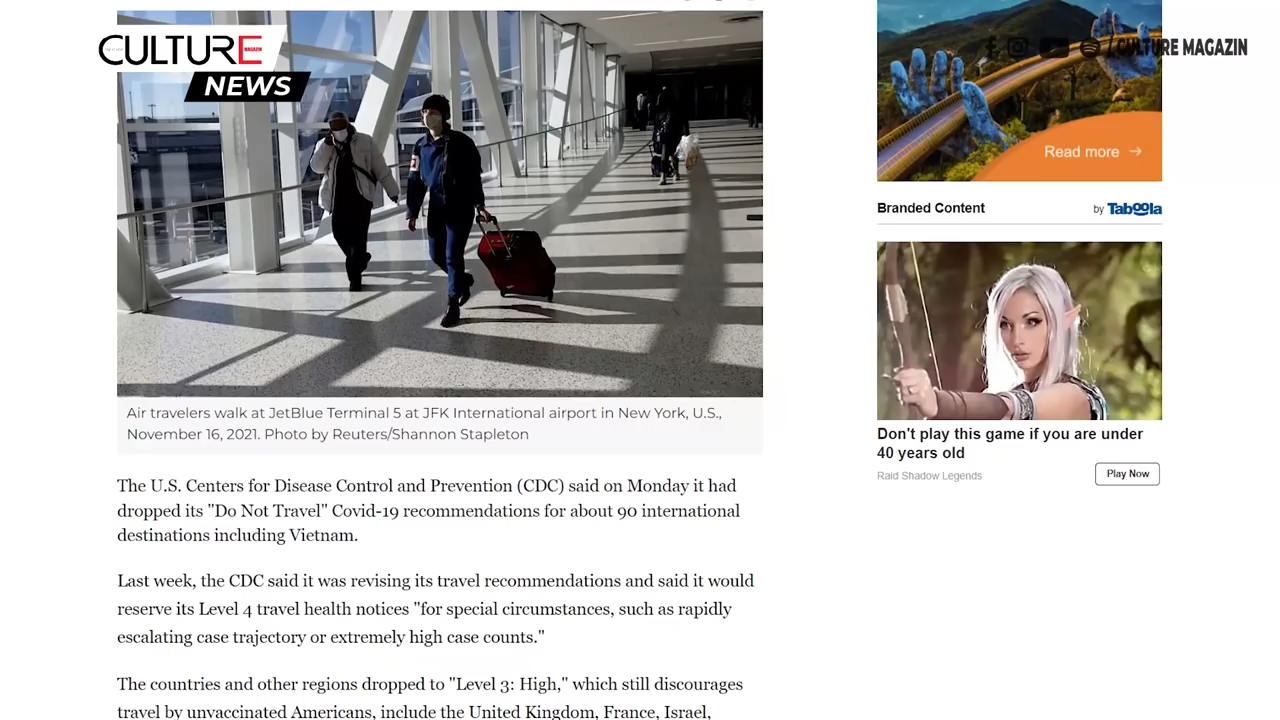 CULTURE
MAGAZIN
NEWS
/ CULTURE MAGAZIN
Read more →
Air travelers walk at JetBlue Terminal 5 at JFK International airport in New York, U.S.,
November 16, 2021. Photo by Reuters/Shannon Stapleton
The U.S. Centers for Disease Control and Prevention (CDC) said on Monday it had
dropped its "Do Not Travel" Covid-19 recommendations for about 90 international
destinations including Vietnam.
Last week, the CDC said it was revising its travel recommendations and said it would
reserve its Level 4 travel health notices "for special circumstances, such as rapidly
escalating case trajectory or extremely high case counts."
The countries and other regions dropped to "Level 3: High," which still discourages
travel by unvaccinated Americans, include the United Kingdom, France, Israel,
Branded Content
by Taboola
Don't play this game if you are under
40 years old
Raid Shadow Legends
Play Now